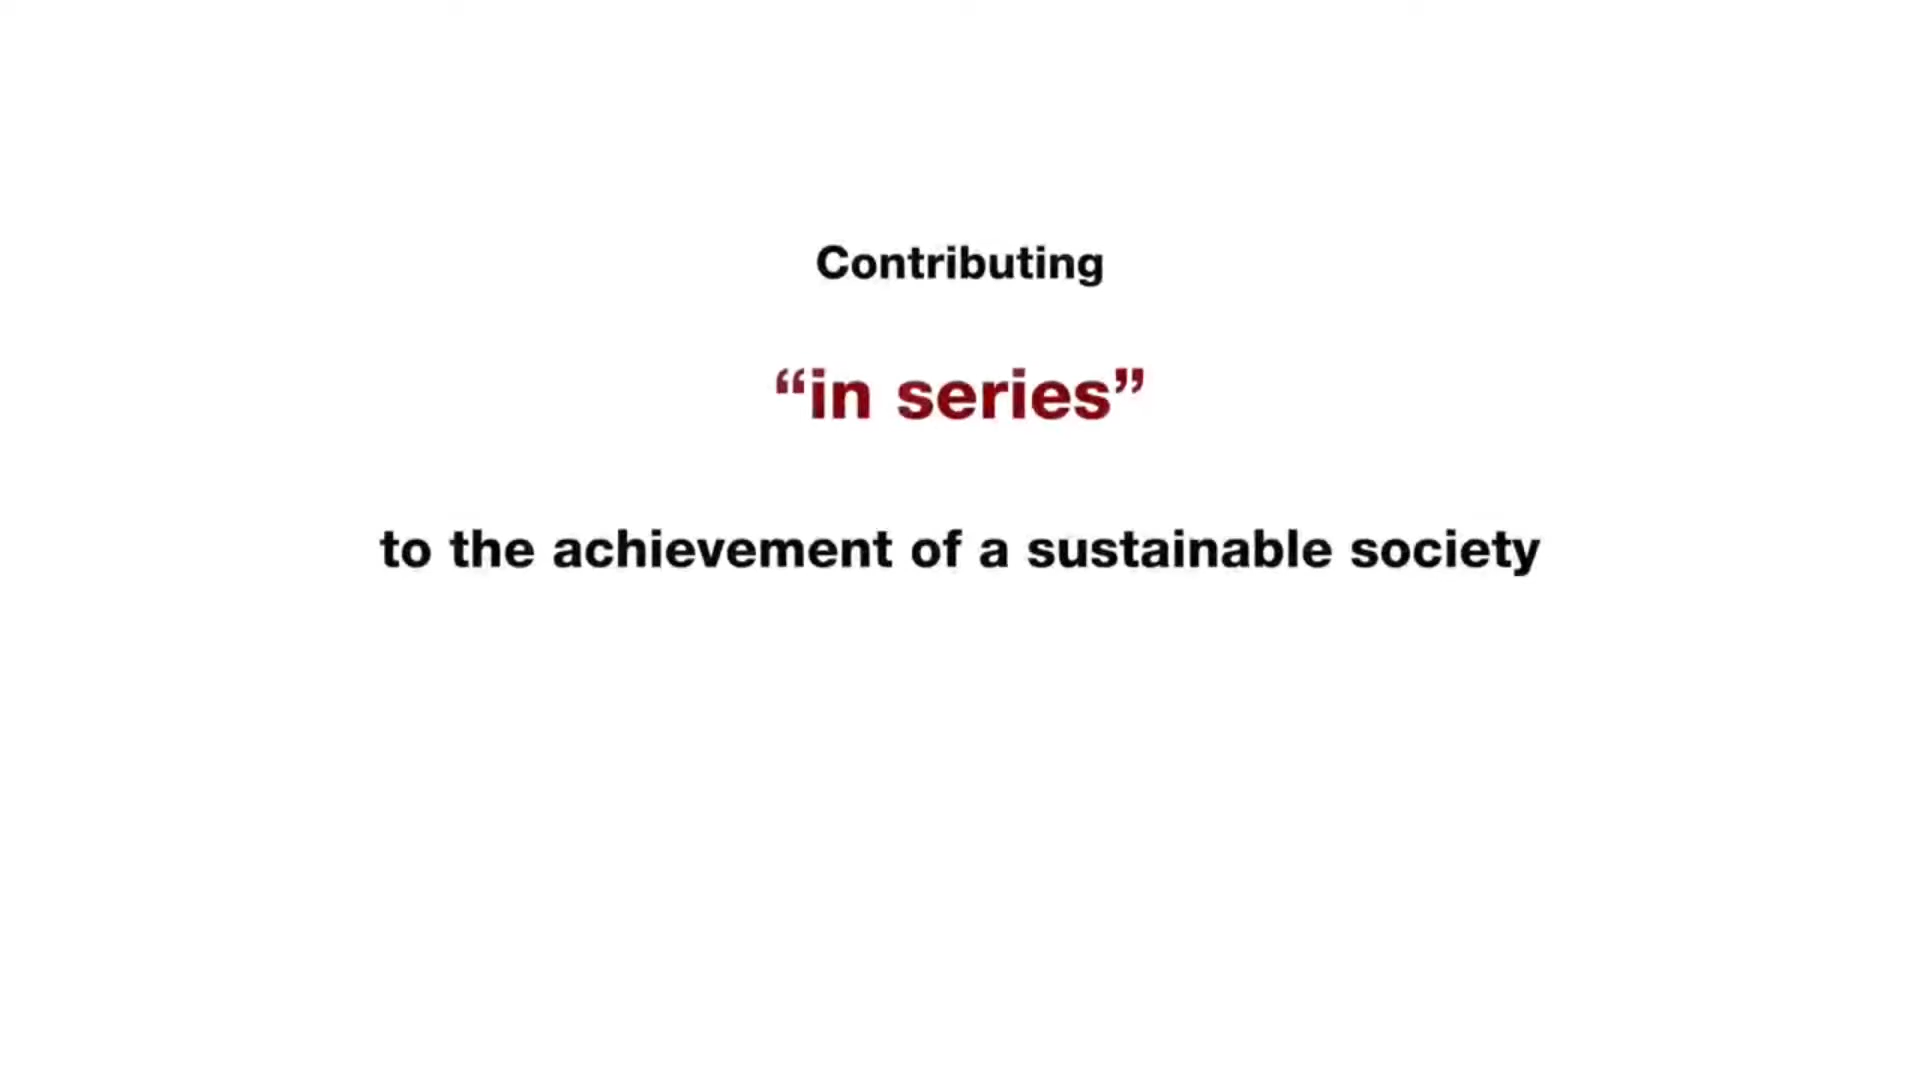 Contributing
“in series”
to the achievement of a sustainable society